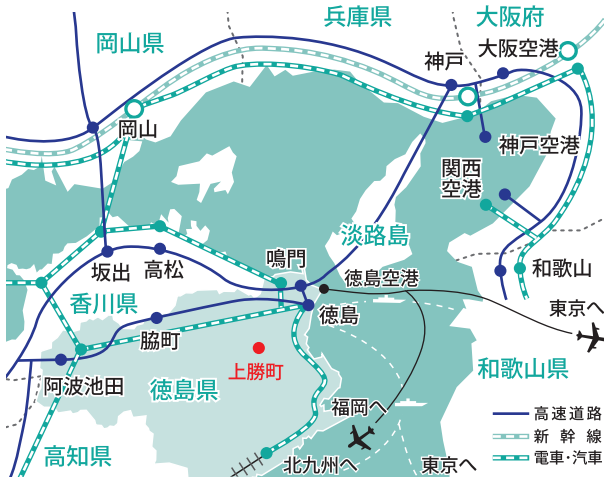 兵庫県
大阪府
岡山県
神戸
大阪空港
岡山
神戸空港
関西
空港
淡路島
鳴門
坂出
高松
徳島空港
和歌山
香川県
徳島
東京へ
脇町
上勝町
阿波池田
徳島県
和歌山県
福岡へ
高速道路
新幹線
電車・汽車
高知県
北九州へ
東京へ